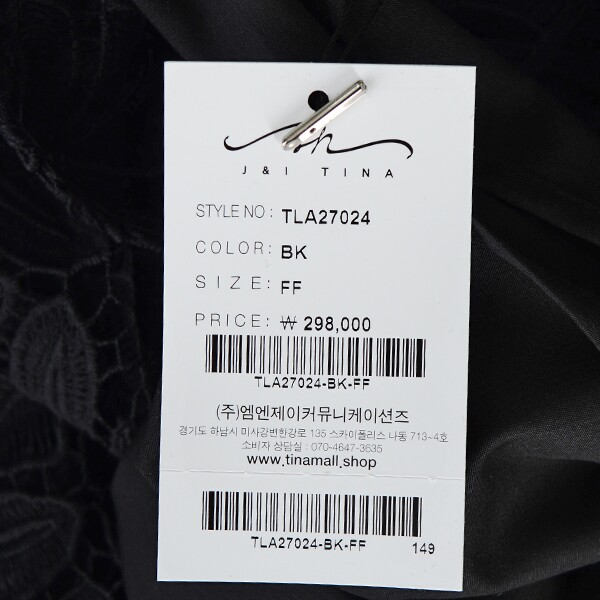 J&I TINA
STYLE NO : TLA27024
COLOR: BK
SIZE: FF
PRICE: ₩ 298,000
TLA27024-BK-FF
(주)엠엔제이커뮤니케이션즈
경기도 하남시 미사강변한강로 135 스카이폴리스 나동 713~4호
소비자 상담실 : 070-4647-3635
www.tinamall.shop
TLA27024-BK-FF 149